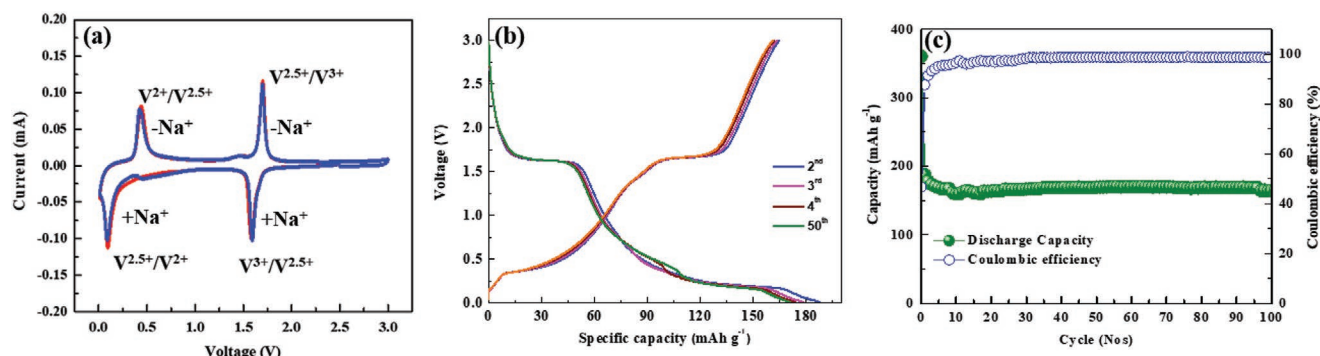 (a)
0.20
0.15
0.10
0.05
0.00
-0.05
-0.10
-0.15
-0.20
Current (mA)
V²⁺/V²·⁵⁺
-Na⁺
V²·⁵⁺/V³⁺
-Na⁺
+Na⁺
V²·⁵⁺/V²⁺
+Na⁺
V³⁺/V²·⁵⁺
0.0 0.5 1.0 1.5 2.0 2.5 3.0
Voltage (V)
(b)
3.0
2.5
2.0
1.5
1.0
0.5
0.0
Voltage (V)
2ⁿᵈ
3ʳᵈ
4ᵗʰ
50ᵗʰ
0 30 60 90 120 150 180
Specific capacity (mAh g⁻¹)
(c)
400
350
300
250
200
150
100
50
0
Capacity (mAh g⁻¹)
Discharge Capacity
Coulombic efficiency
100
80
60
40
20
0
Coulombic efficiency (%)
0 10 20 30 40 50 60 70 80 90 100
Cycle (Nos)